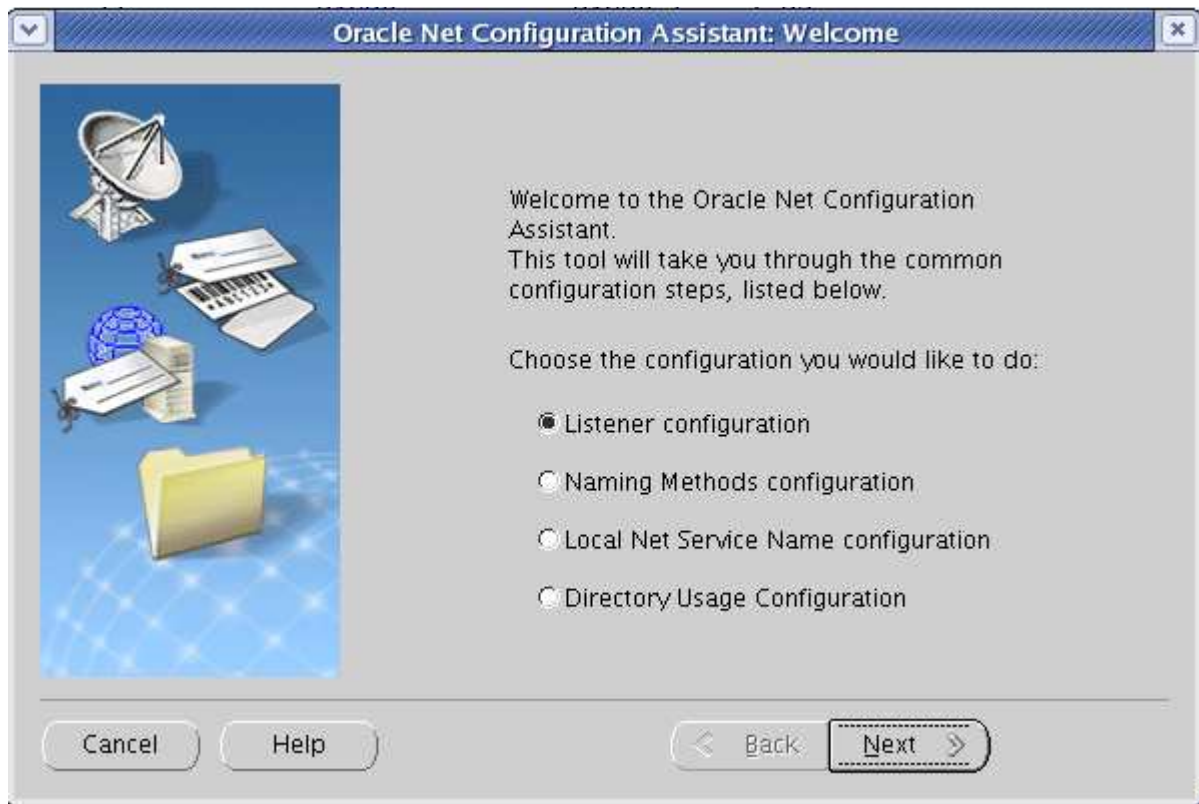 Oracle Net Configuration Assistant: Welcome
Welcome to the Oracle Net Configuration
Assistant.
This tool will take you through the common
configuration steps, listed below.
Choose the configuration you would like to do:
Listener configuration
Naming Methods configuration
Local Net Service Name configuration
Directory Usage Configuration
Cancel
Help
Back
Next